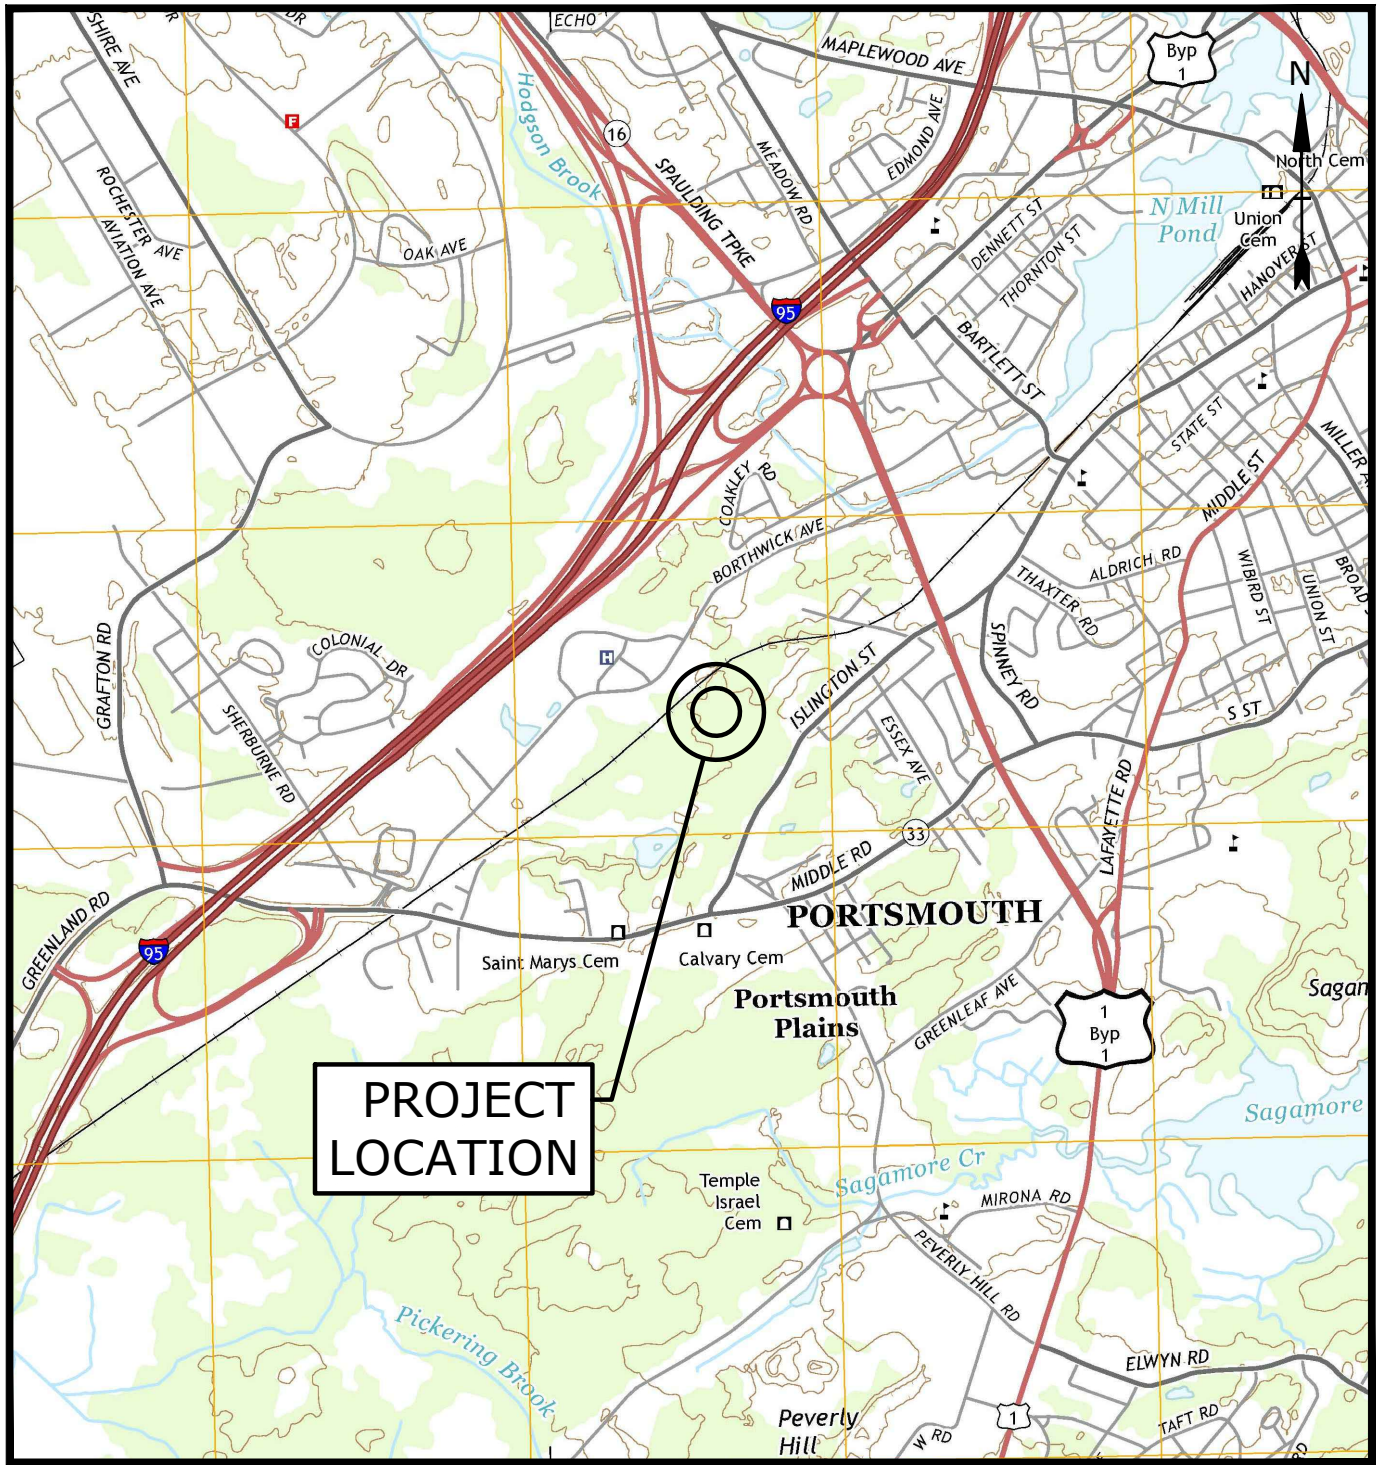 ECHO
DR
SHIRE AVE
MAPLEWOOD AVE
Byp
1
N
F
Hodgson Brook
16
SPAULDING TPKE
MEADOW RD
EDMOND AVE
North Cem
ROCHESTER AVE
AVIATION AVE
OAK AVE
DENNETT ST
THORNTON ST
N Mill
Pond
Union
Cem
HANOVER ST
95
BARTLETT ST
STATE ST
MIDDLE ST
MILLER A
COAKLEY RD
BORTHWICK AVE
ALDRICH RD
THAXTER RD
WIBIRD ST
UNION ST
BROAD
GRAFTON RD
COLONIAL DR
H
SHERBURNE RD
ISLINGTON ST
SPINNEY RD
ESSEX AVE
S ST
LAFAYETTE RD
33
MIDDLE RD
GREENLAND RD
95
PORTSMOUTH
Saint Marys Cem
Calvary Cem
Portsmouth
Plains
GREENLEAF AVE
Sagam
1
Byp
1
PROJECT
LOCATION
Sagamore
Sagamore Cr
Temple
Israel
Cem
MIRONA RD
PEVERLY HILL RD
Pickering Brook
ELWYN RD
Peverly
Hill
W RD
1
TAFT RD
RD